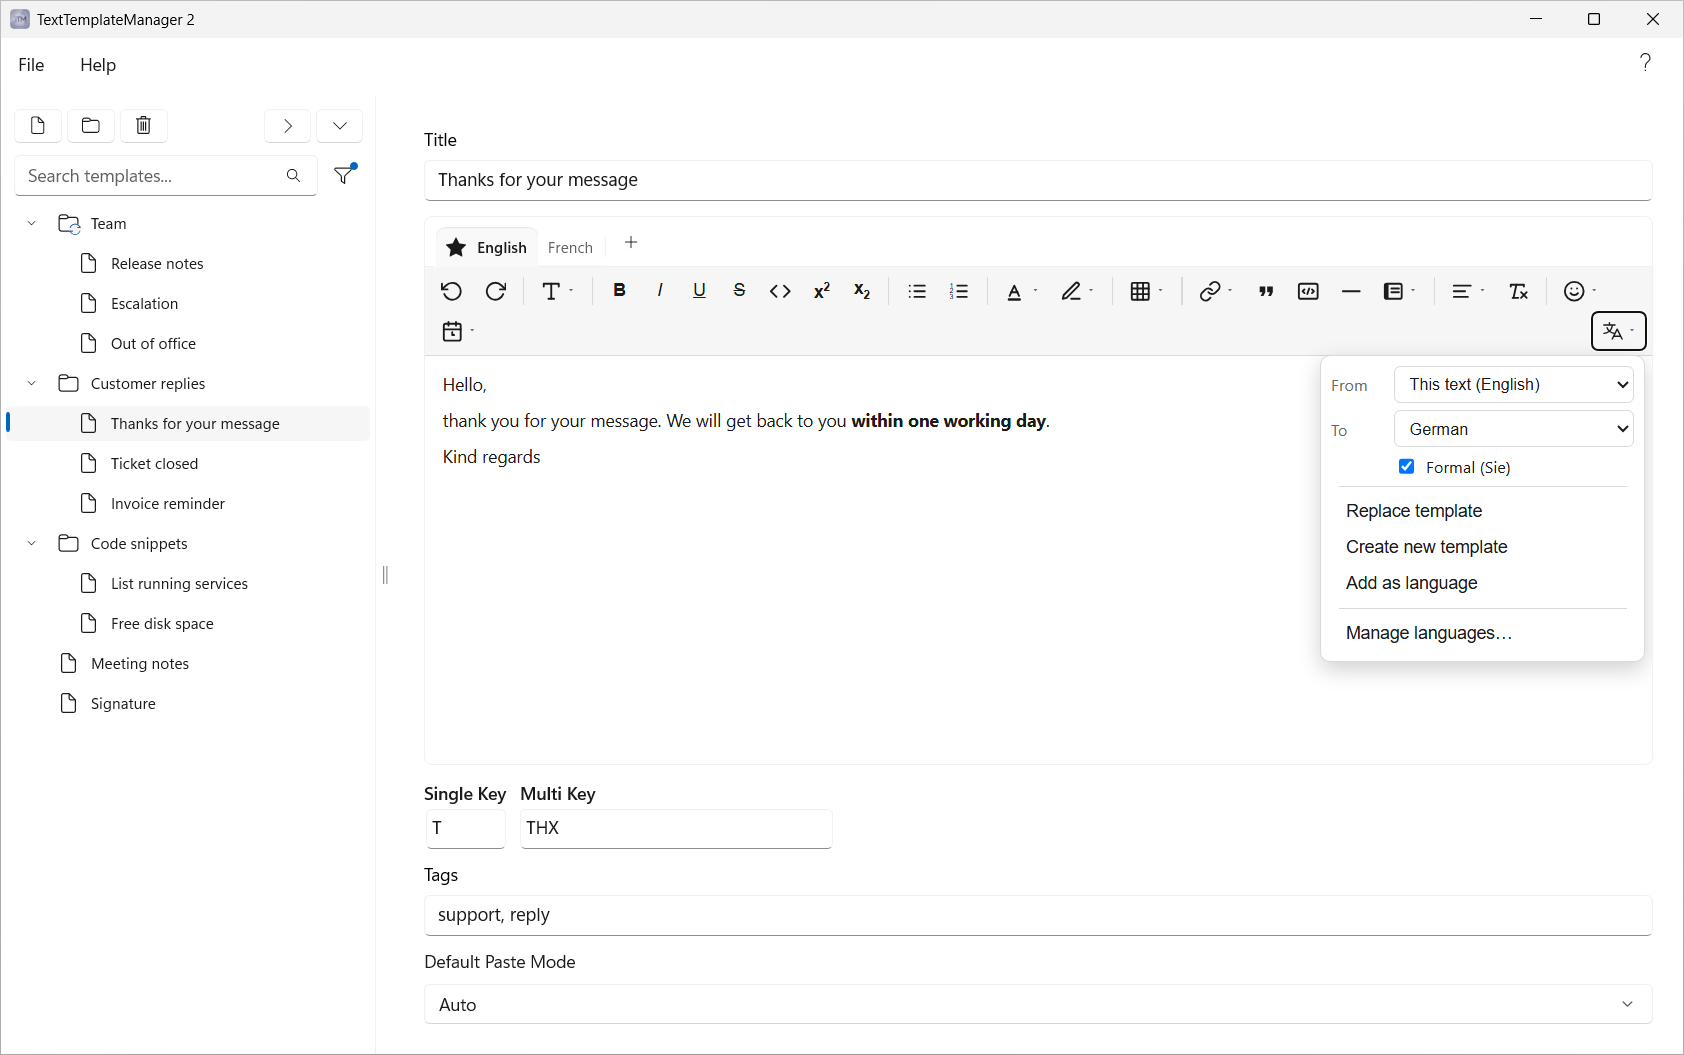 TextTemplateManager 2
File Help
Search templates...
Team
Release notes
Escalation
Out of office
Customer replies
Thanks for your message
Ticket closed
Invoice reminder
Code snippets
List running services
Free disk space
Meeting notes
Signature
Title
Thanks for your message
English French
Hello,
thank you for your message. We will get back to you within one working day.
Kind regards
From This text (English)
To German
Formal (Sie)
Replace template
Create new template
Add as language
Manage languages…
Single Key Multi Key
T THX
Tags
support, reply
Default Paste Mode
Auto